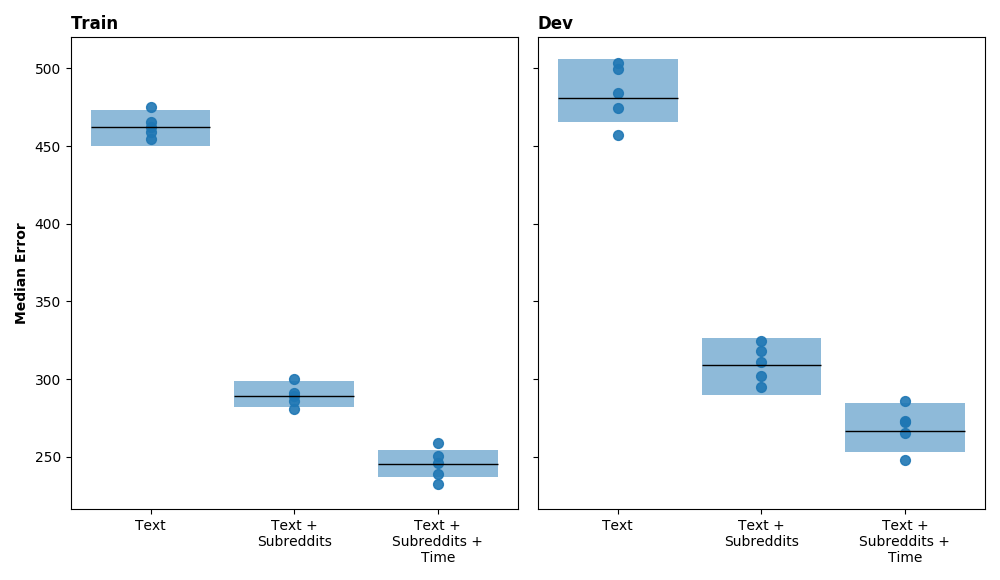 Train
Dev
Median Error
500
450
400
350
300
250
Text
Text +
Subreddits
Text +
Subreddits +
Time
Text
Text +
Subreddits
Text +
Subreddits +
Time